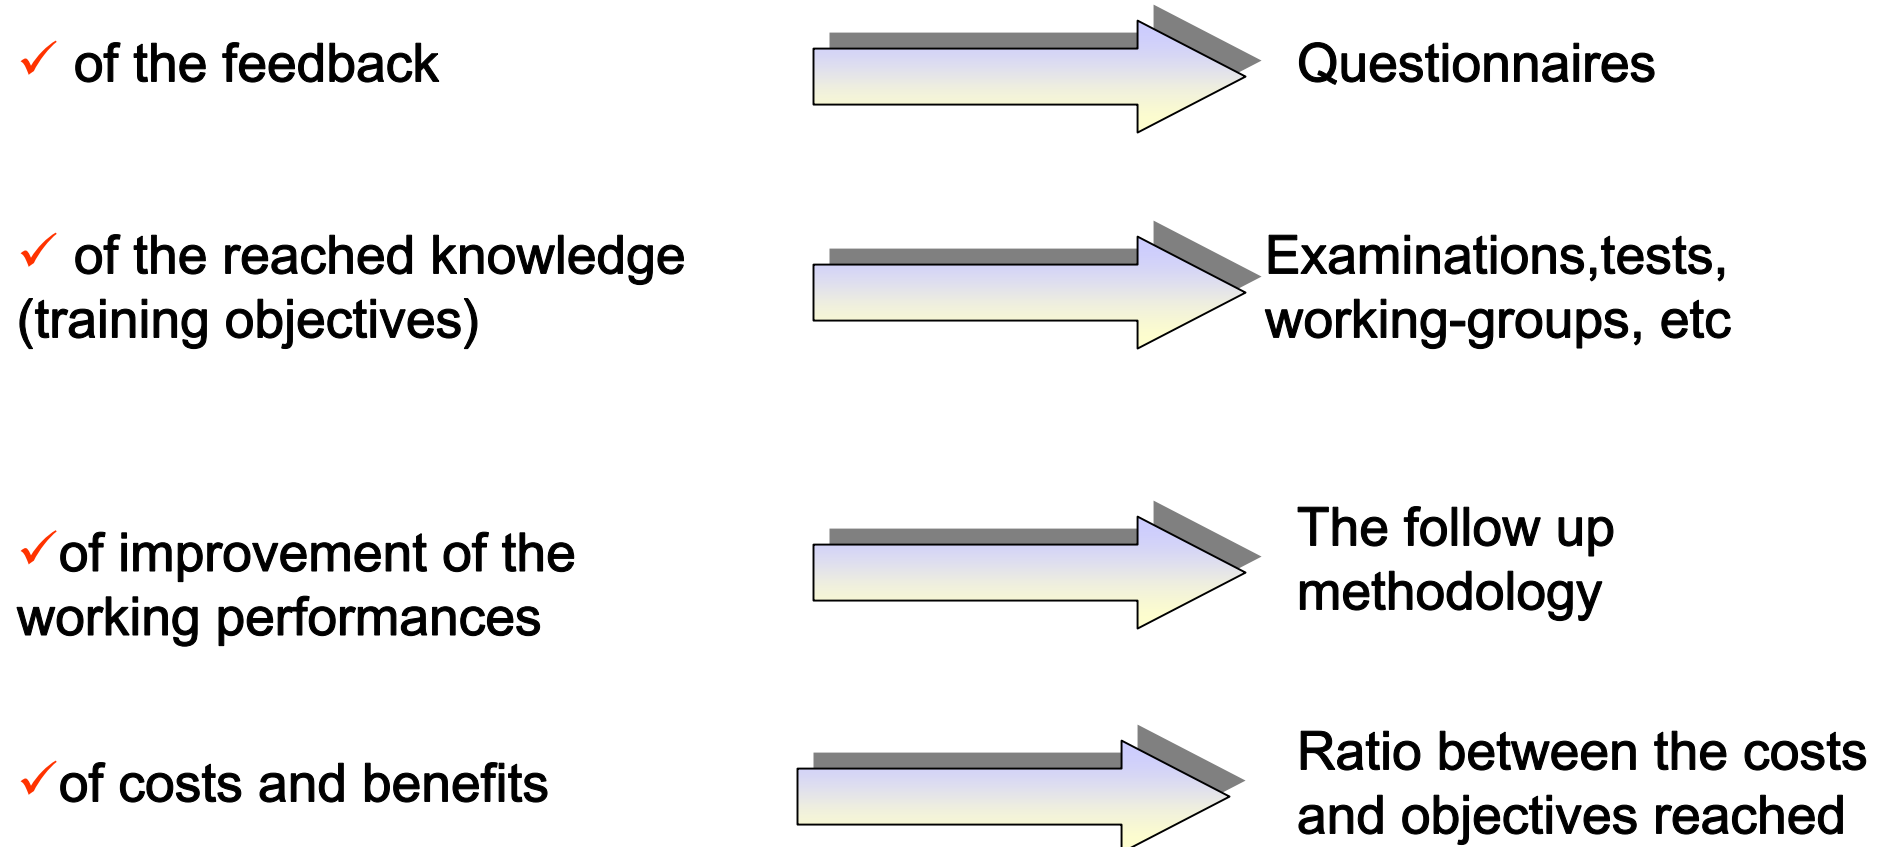 ✓ of the feedback
Questionnaires
✓ of the reached knowledge
(training objectives)
Examinations,tests,
working-groups, etc
✓of improvement of the
working performances
The follow up
methodology
✓of costs and benefits
Ratio between the costs
and objectives reached